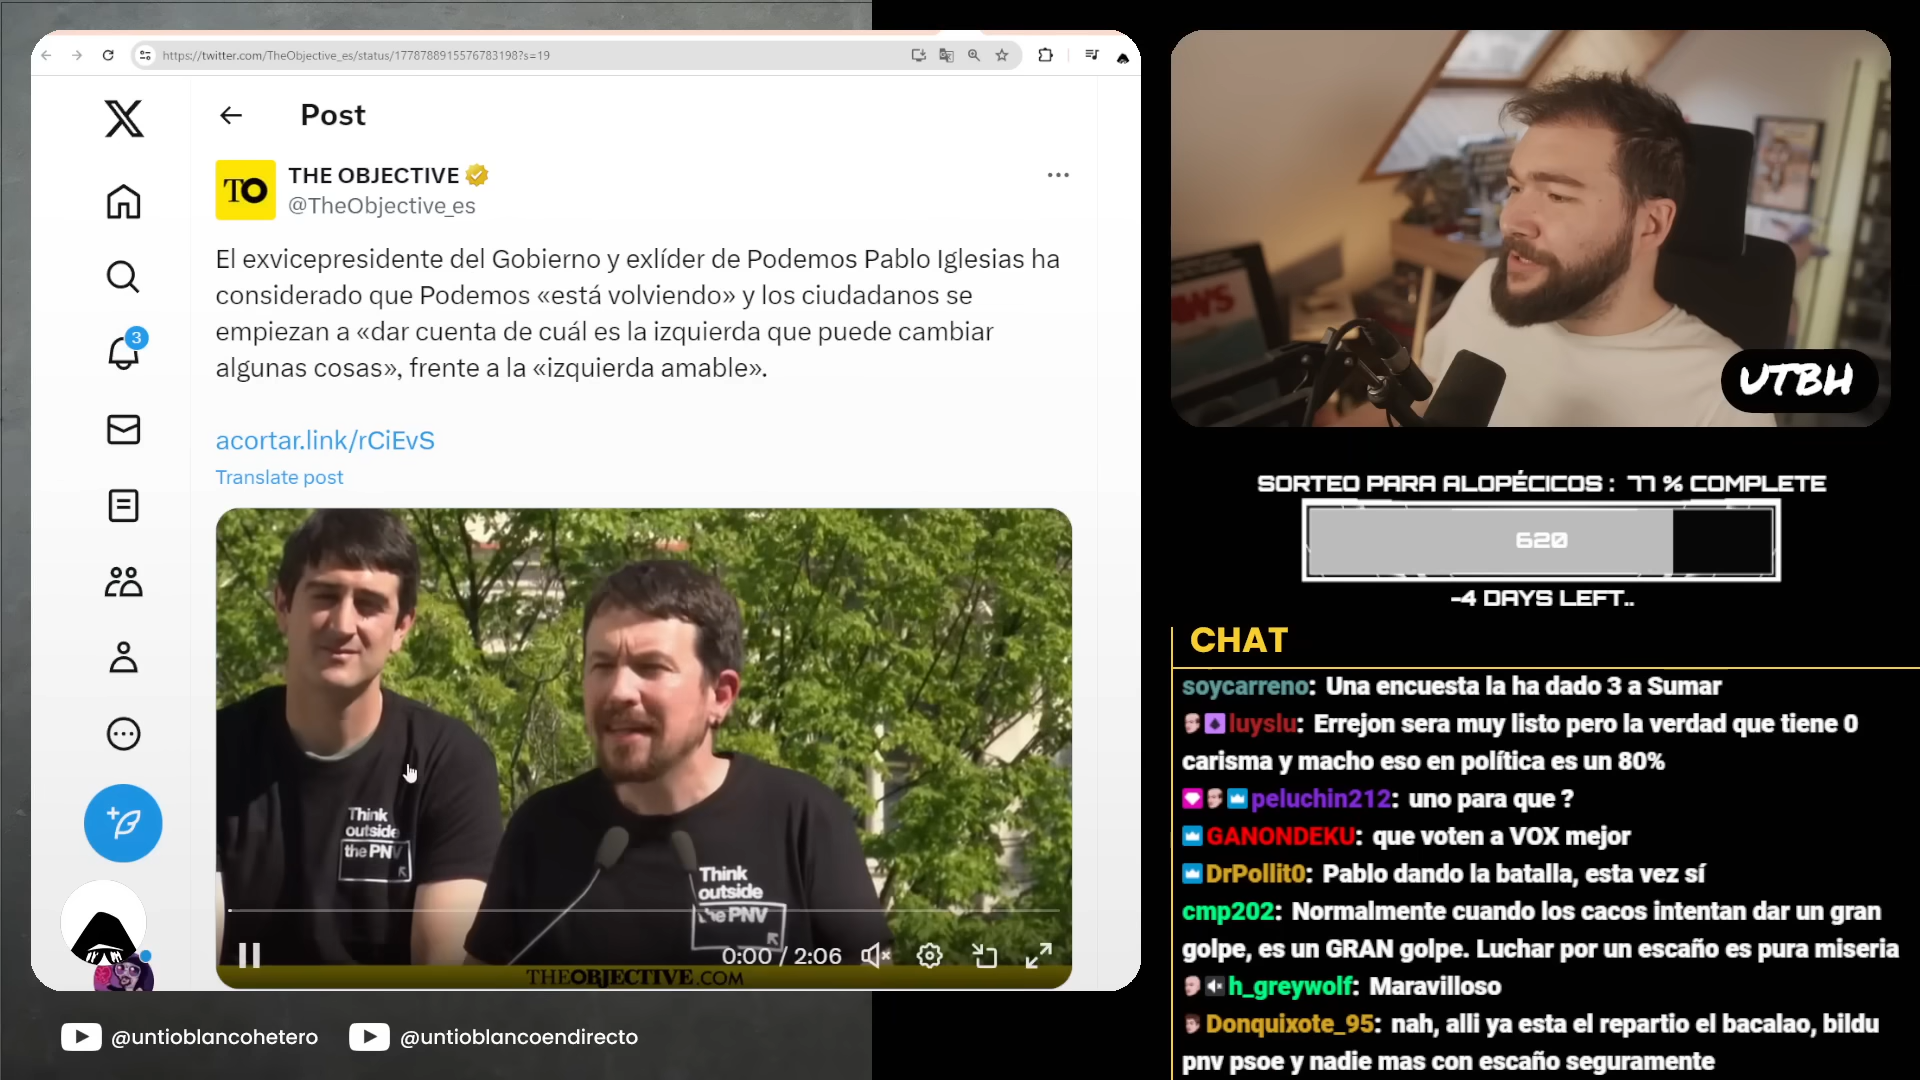 https://twitter.com/TheObjective_es/status/1778788915576783198?s=19
Post
TO
THE OBJECTIVE
@TheObjective_es
3
El exvicepresidente del Gobierno y exlíder de Podemos Pablo Iglesias ha
considerado que Podemos «está volviendo» y los ciudadanos se
empiezan a «dar cuenta de cuál es la izquierda que puede cambiar
algunas cosas», frente a la «izquierda amable».
acortar.link/rCiEvS
Translate post
Think
outside
the PNV
Think
outside
the PNV
0:00 / 2:06
THEOBJECTIVE.COM
@untioblancohetero
@untioblancoendirecto
UTBH
SORTEO PARA ALOPÉCICOS : 77 % COMPLETE
620
-4 DAYS LEFT..
CHAT
soycarreno: Una encuesta la ha dado 3 a Sumar
luyslu: Errejon sera muy listo pero la verdad que tiene 0
carisma y macho eso en política es un 80%
peluchin212: uno para que ?
GANONDEKU: que voten a VOX mejor
DrPollit0: Pablo dando la batalla, esta vez sí
cmp202: Normalmente cuando los cacos intentan dar un gran
golpe, es un GRAN golpe. Luchar por un escaño es pura miseria
h_greywolf: Maravilloso
Donquixote_95: nah, alli ya esta el repartio el bacalao, bildu
pnv psoe y nadie mas con escaño seguramente